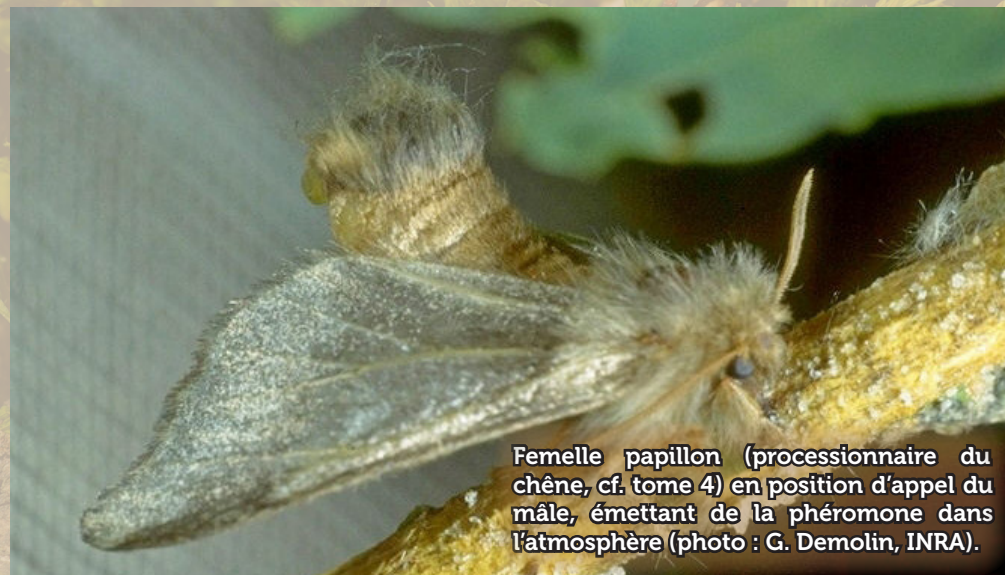 Femelle papillon (processionnaire du
chêne, cf. tome 4) en position d'appel du
mâle, émettant de la phéromone dans
l'atmosphère (photo : G. Demolin, INRA).